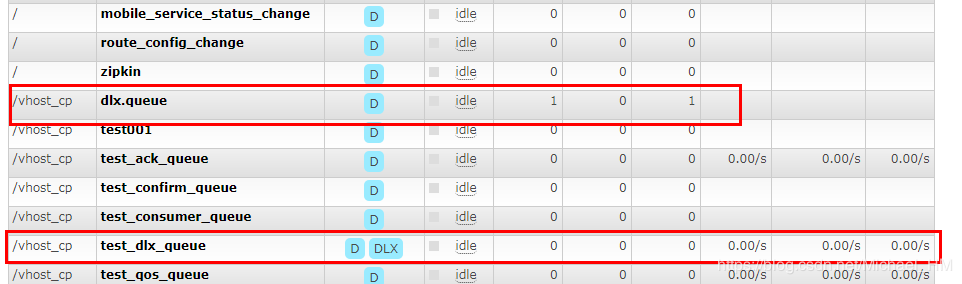 / mobile_service_status_change D idle 0 0 0
/ route_config_change D idle 0 0 0
/ zipkin D idle 0 0 0
/vhost_cp dlx.queue D idle 1 0 1
/vhost_cp test001 D idle 0 0 0
/vhost_cp test_ack_queue D idle 0 0 0 0.00/s 0.00/s 0.00/s
/vhost_cp test_confirm_queue D idle 0 0 0
/vhost_cp test_consumer_queue D idle 0 0 0
/vhost_cp test_dlx_queue D DLX idle 0 0 0 0.00/s 0.00/s 0.00/s
/vhost_cp test_qos_queue D idle 0 0 0
https://blog.csdn.net/Michael_HM